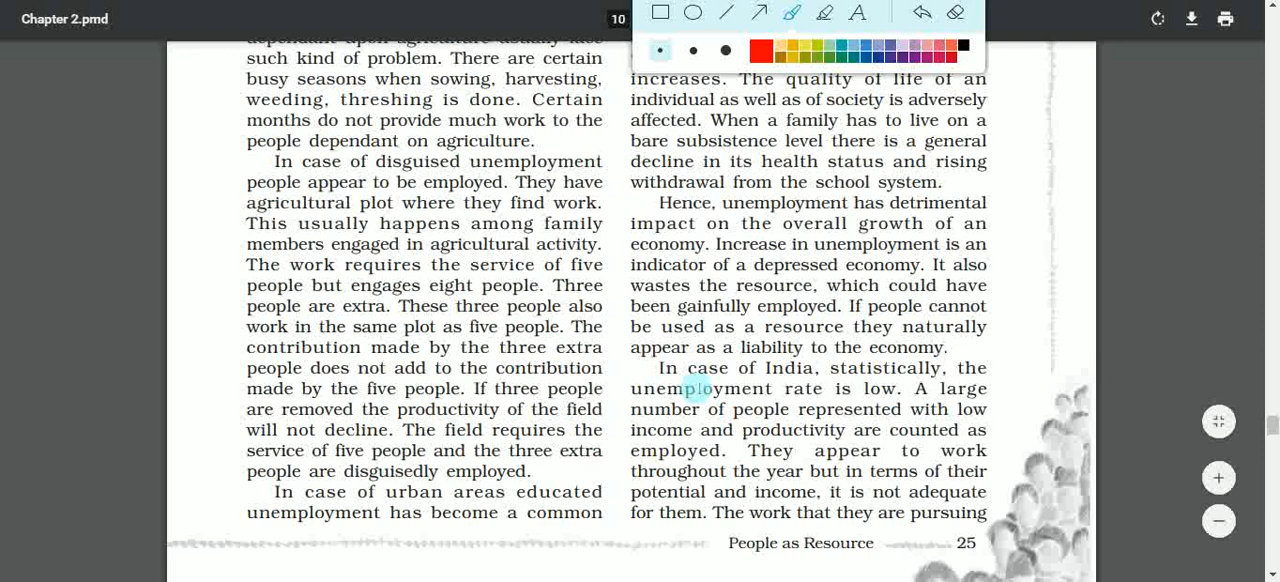 Chapter 2.pmd
10
A
such kind of problem. There are certain
busy seasons when sowing, harvesting,
weeding, threshing is done. Certain
months do not provide much work to the
people dependant on agriculture.
In case of disguised unemployment
people appear to be employed. They have
agricultural plot where they find work.
This usually happens among family
members engaged in agricultural activity.
The work requires the service of five
people but engages eight people. Three
people are extra. These three people also
work in the same plot as five people. The
contribution made by the three extra
people does not add to the contribution
made by the five people. If three people
are removed the productivity of the field
will not decline. The field requires the
service of five people and the three extra
people are disguisedly employed.
In case of urban areas educated
unemployment has become a common
increases. The quality of life of an
individual as well as of society is adversely
affected. When a family has to live on a
bare subsistence level there is a general
decline in its health status and rising
withdrawal from the school system.
Hence, unemployment has detrimental
impact on the overall growth of an
economy. Increase in unemployment is an
indicator of a depressed economy. It also
wastes the resource, which could have
been gainfully employed. If people cannot
be used as a resource they naturally
appear as a liability to the economy.
In case of India, statistically, the
unemployment rate is low. A large
number of people represented with low
income and productivity are counted as
employed. They appear to work
throughout the year but in terms of their
potential and income, it is not adequate
for them. The work that they are pursuing
People as Resource 25